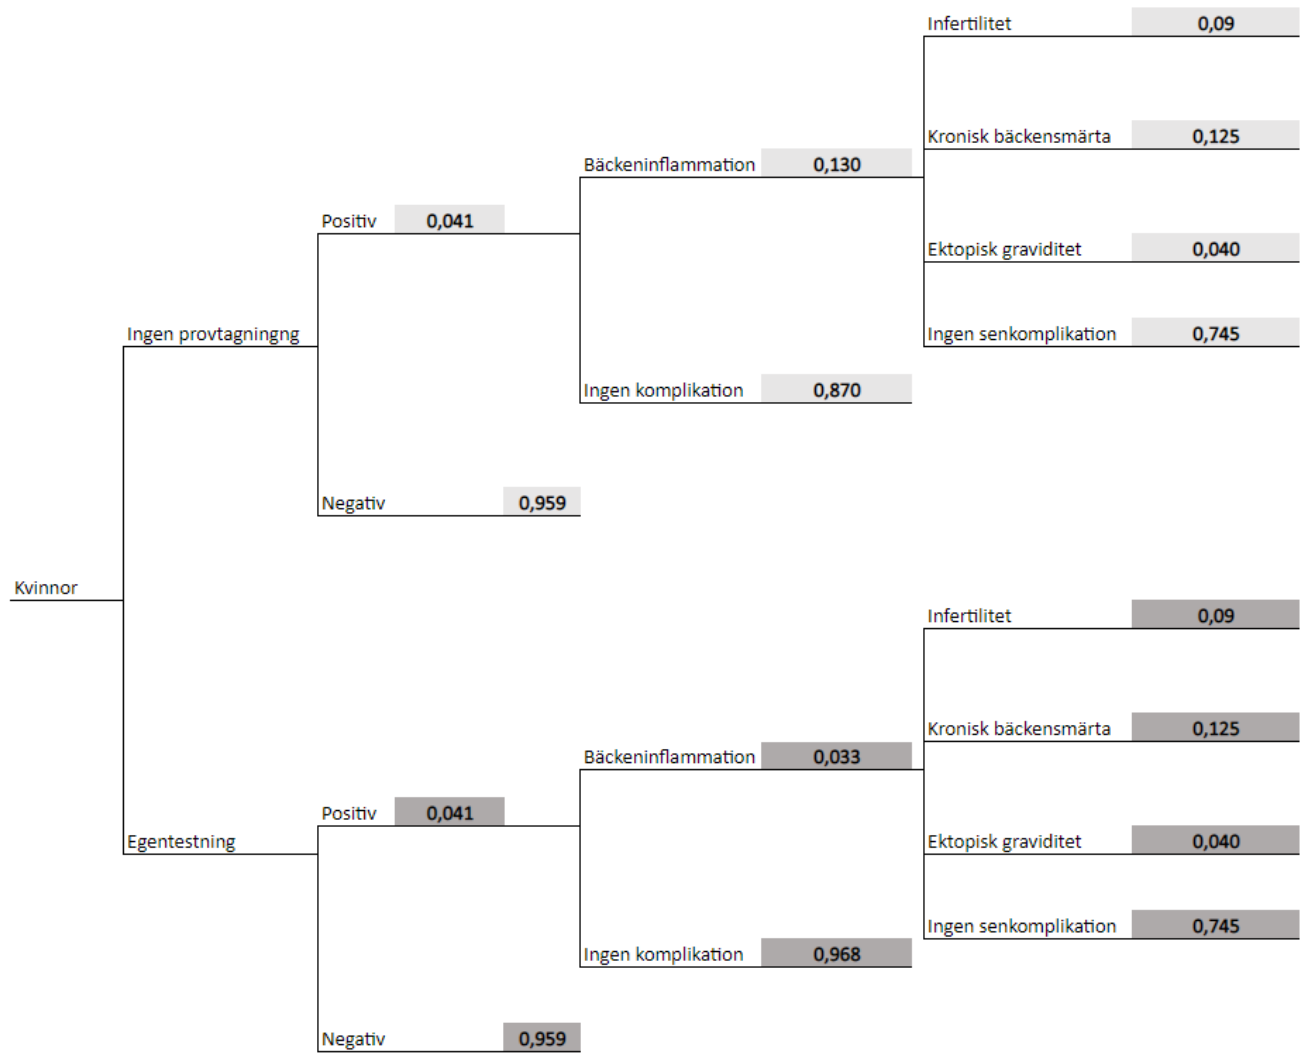 Infertilitet 0,09
Kronisk bäckensmärta 0,125
Bäckeninflammation 0,130
Positiv 0,041
Ektopisk graviditet 0,040
Ingen provtagningng
Ingen senkomplikation 0,745
Ingen komplikation 0,870
Negativ 0,959
Kvinnor
Infertilitet 0,09
Kronisk bäckensmärta 0,125
Bäckeninflammation 0,033
Positiv 0,041
Egentestning
Ektopisk graviditet 0,040
Ingen senkomplikation 0,745
Ingen komplikation 0,968
Negativ 0,959